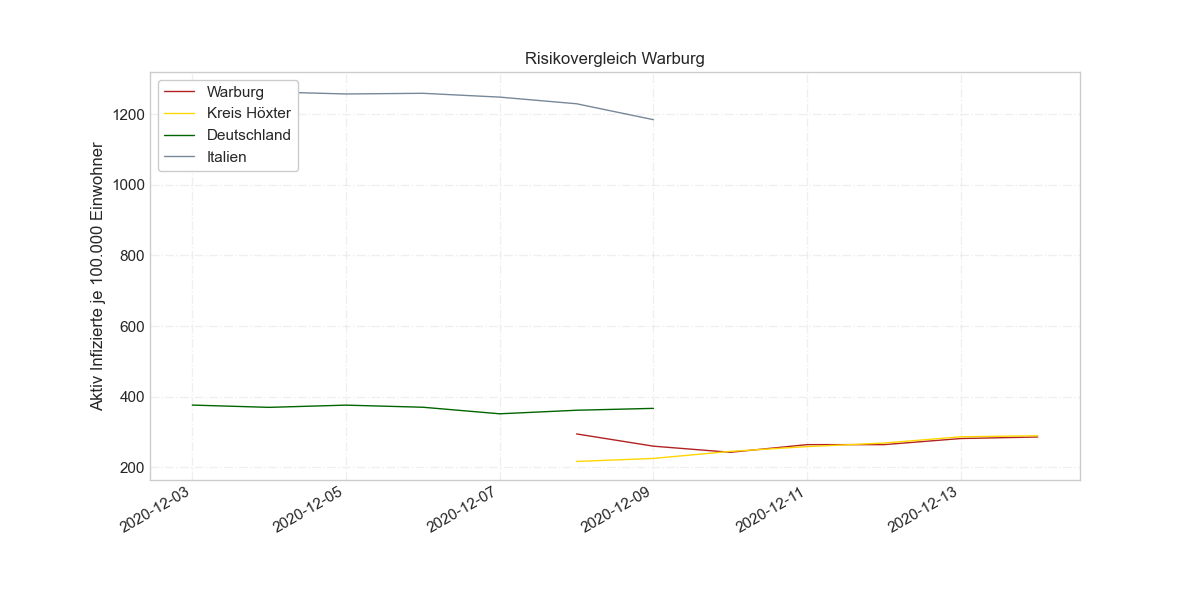 Risikovergleich Warburg
Warburg
Kreis Höxter
Deutschland
Italien
Aktiv Infizierte je 100.000 Einwohner
1200
1000
800
600
400
200
2020-12-03
2020-12-05
2020-12-07
2020-12-09
2020-12-11
2020-12-13